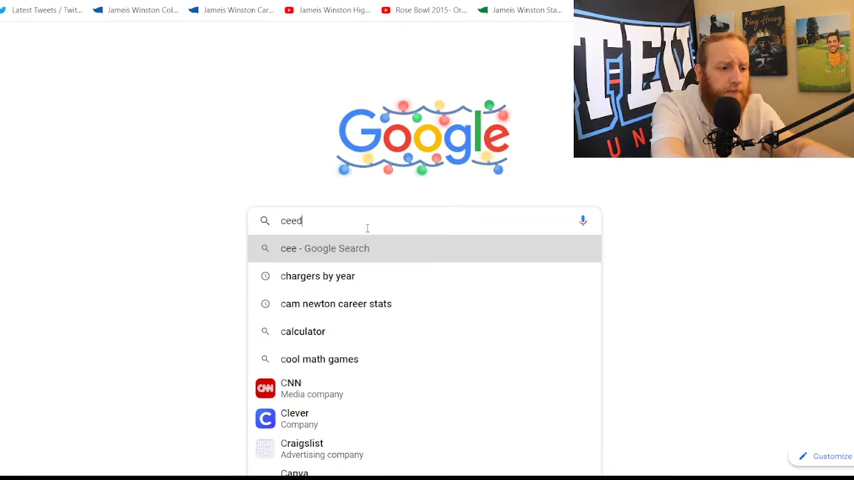 Latest Tweets / Twit...
Jameis Winston Col...
Jameis Winston Car...
Jameis Winston Hig...
Rose Bowl 2015- Or...
Jameis Winston Sta...
TEU
UN
Google
ceed
cee - Google Search
chargers by year
cam newton career stats
calculator
cool math games
CNN
CNN
Media company
C
Clever
Company
Craigslist
Advertising company
Canva
Customize